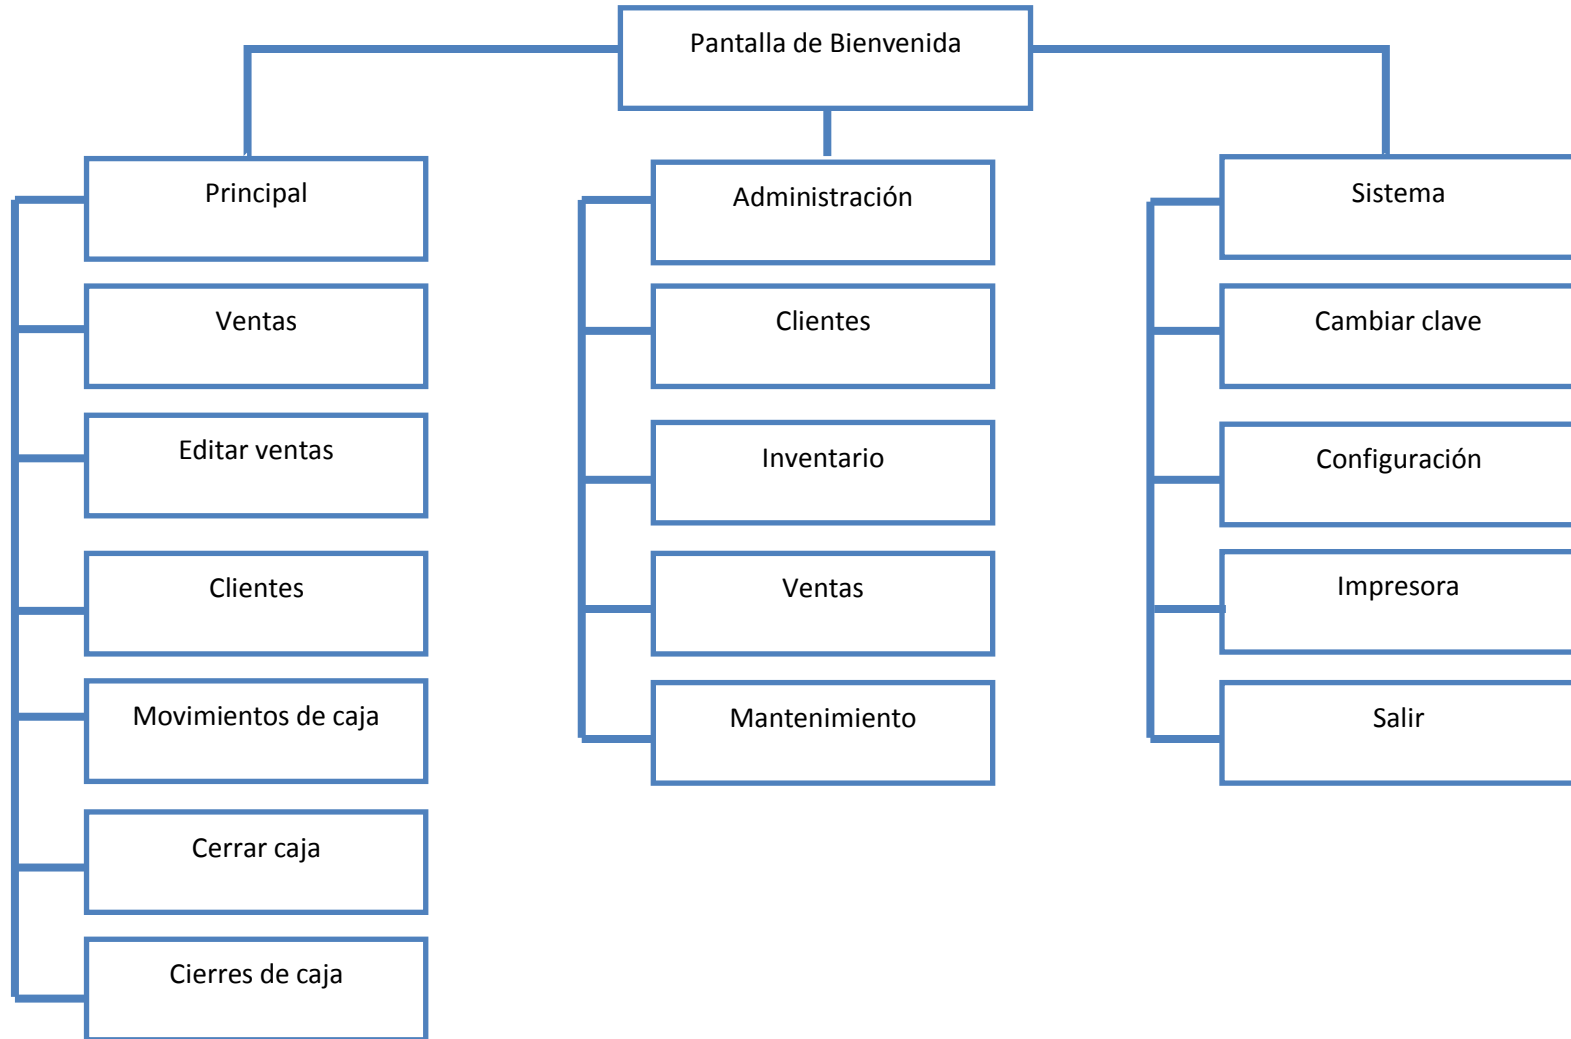 Pantalla de Bienvenida
Principal
Ventas
Editar ventas
Clientes
Movimientos de caja
Cerrar caja
Cierres de caja
Administración
Clientes
Inventario
Ventas
Mantenimiento
Sistema
Cambiar clave
Configuración
Impresora
Salir